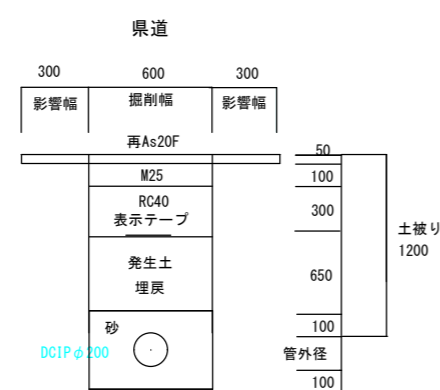 県道
300 600 300
影響幅 掘削幅 影響幅
再As20F
50
M25
100
RC40
300
表示テープ
土被り
1200
発生土
650
埋戻
砂
100
DCIPφ200
管外径
100